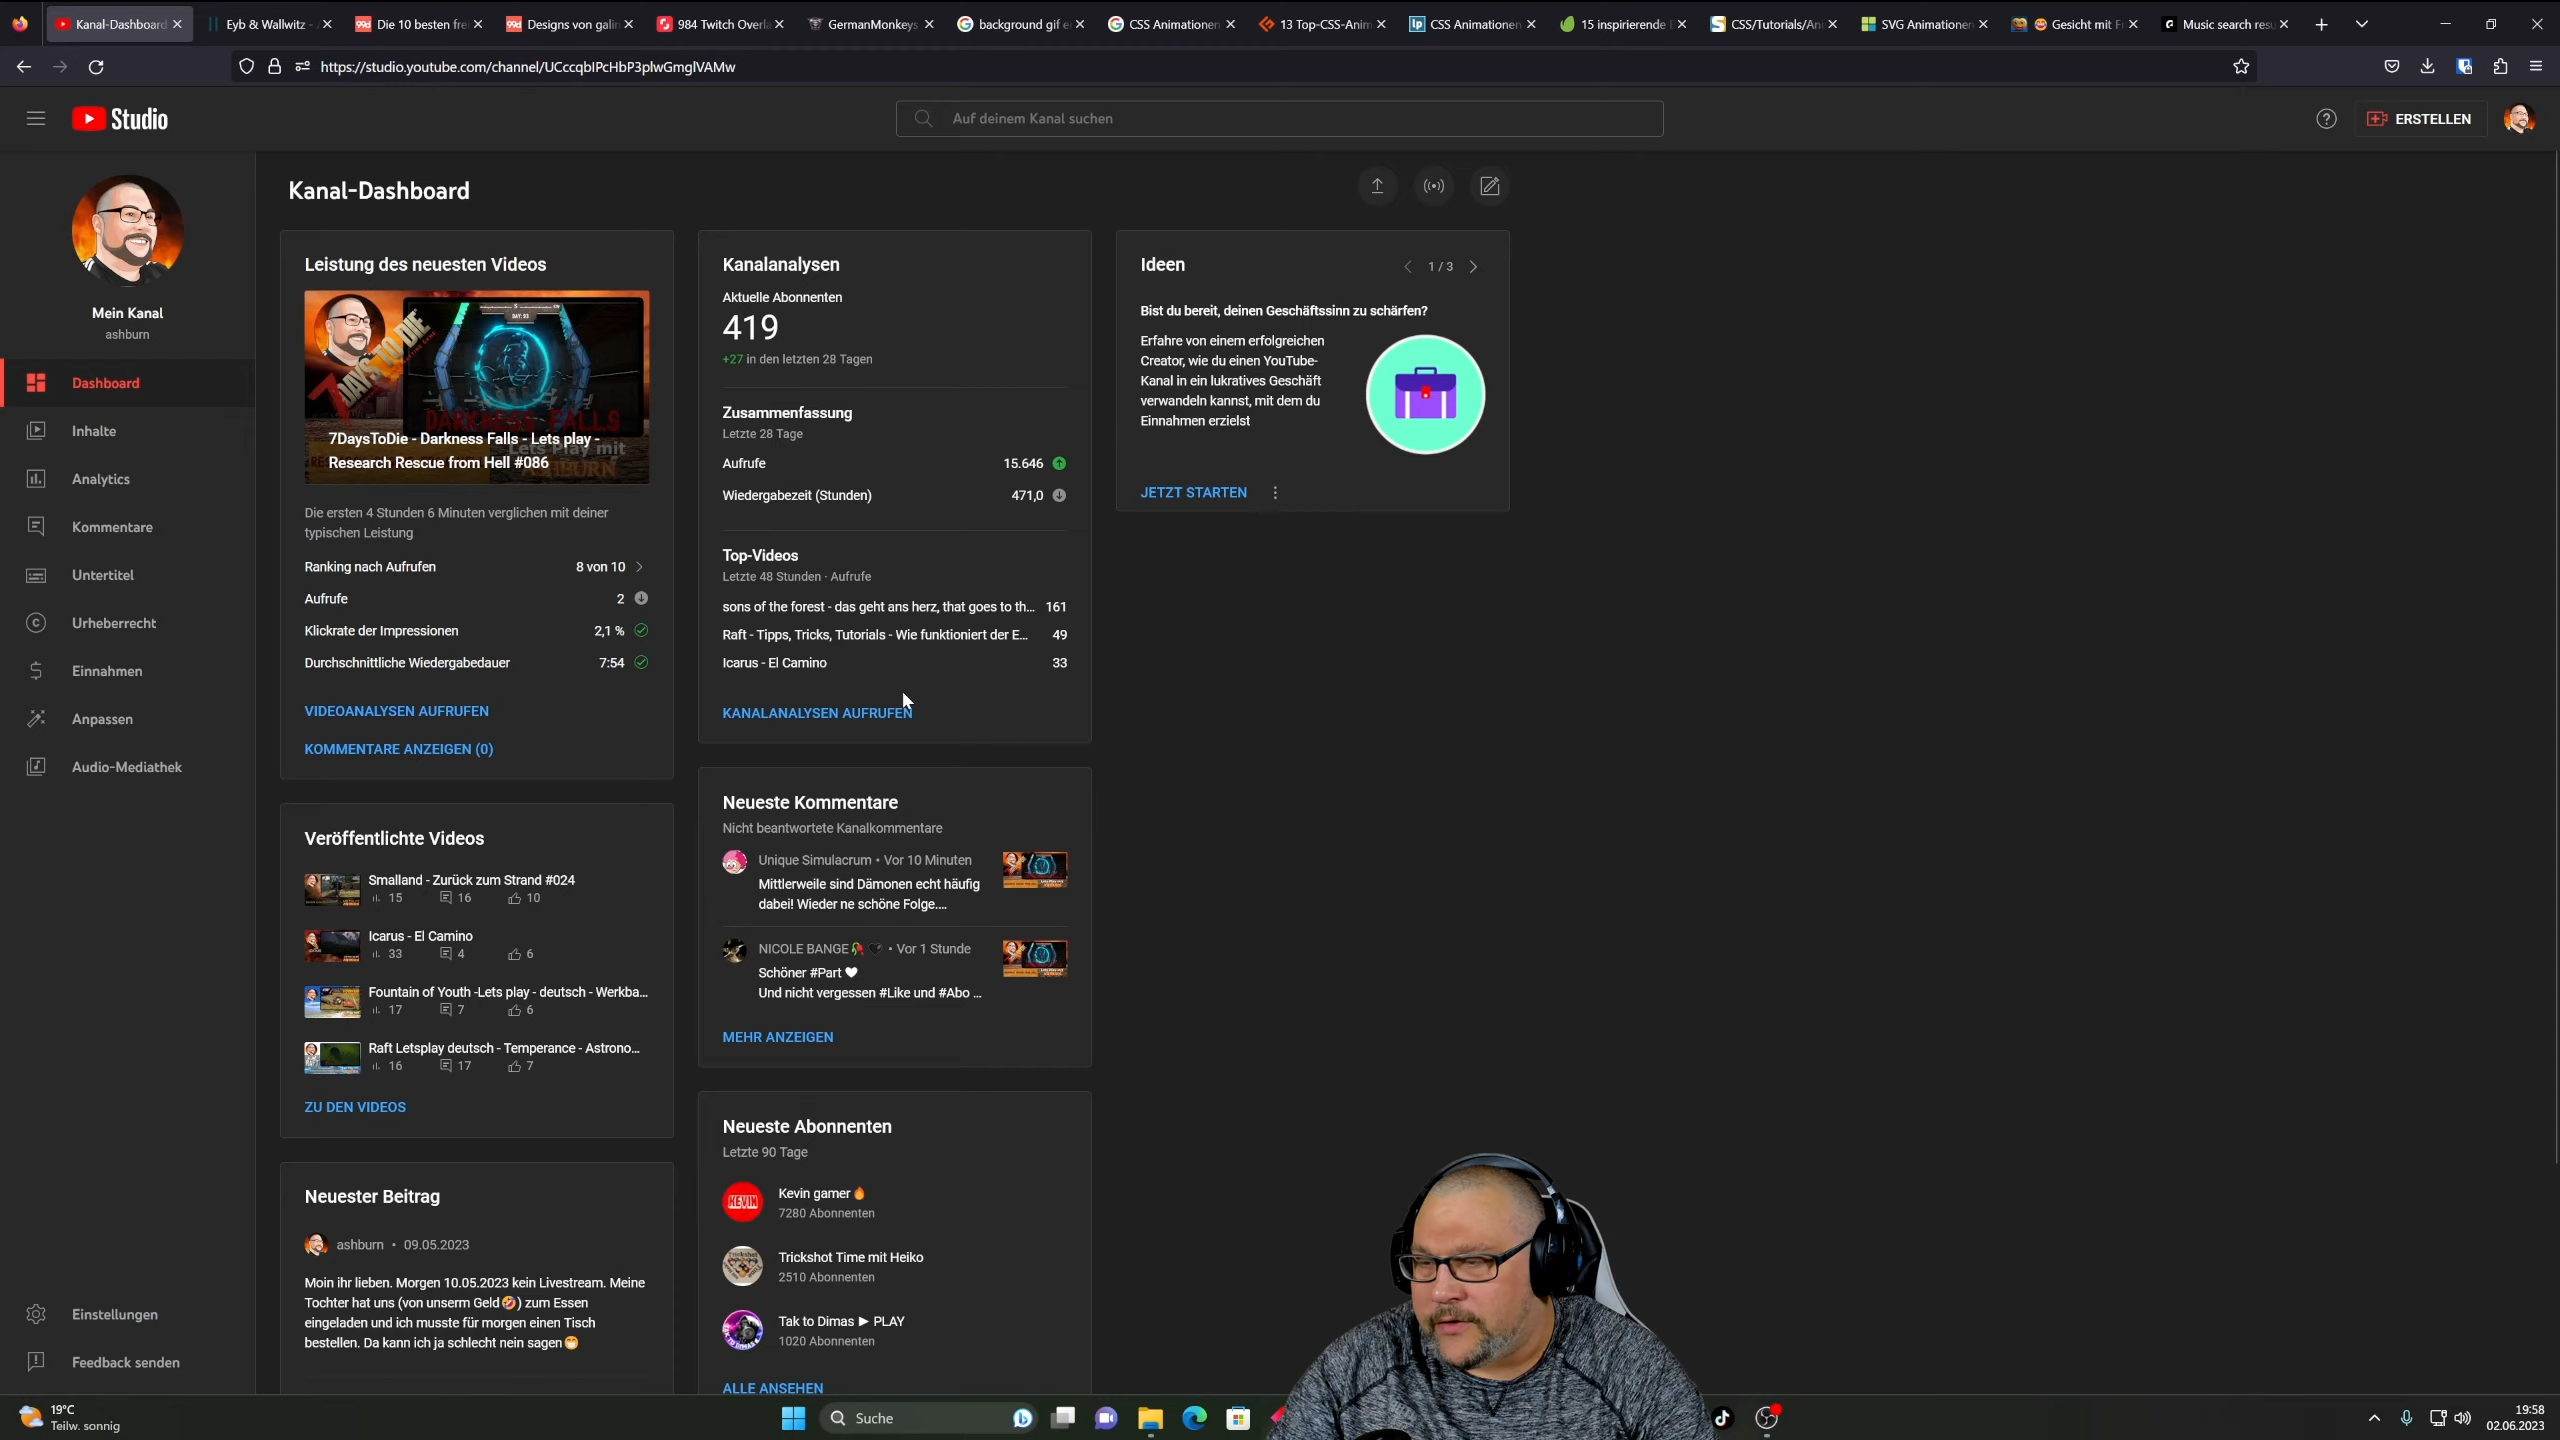 Kanal-Dashboard
Eyb & Wallwitz -
Die 10 besten fre
Designs von galin
984 Twitch Overla
GermanMonkeys
background gif e
CSS Animationen
13 Top-CSS-Anim
CSS Animationen
15 inspirierende
CSS/Tutorials/An
SVG Animationen
Gesicht mit F
Music search resu
https://studio.youtube.com/channel/UCccqbIPcHbP3plwGmglVAMw
Studio
Auf deinem Kanal suchen
ERSTELLEN
Mein Kanal
ashburn
Dashboard
Inhalte
Analytics
Kommentare
Untertitel
Urheberrecht
Einnahmen
Anpassen
Audio-Mediathek
Einstellungen
Feedback senden
Kanal-Dashboard
Leistung des neuesten Videos
7 DAYS TO DIE
DAY: 93
DARKNESS FALLS
Lets Play mit
ASHBURN
7DaysToDie - Darkness Falls - Lets play -
Research Rescue from Hell #086
Die ersten 4 Stunden 6 Minuten verglichen mit deiner
typischen Leistung
Ranking nach Aufrufen 8 von 10
Aufrufe 2
Klickrate der Impressionen 2,1 %
Durchschnittliche Wiedergabedauer 7:54
VIDEOANALYSEN AUFRUFEN
KOMMENTARE ANZEIGEN (0)
Veröffentlichte Videos
Smalland - Zurück zum Strand #024
15 16 10
Icarus - El Camino
33 4 6
Fountain of Youth -Lets play - deutsch - Werkba...
17 7 6
Raft Letsplay deutsch - Temperance - Astrono...
16 17 7
ZU DEN VIDEOS
Neuester Beitrag
ashburn • 09.05.2023
Moin ihr lieben. Morgen 10.05.2023 kein Livestream. Meine
Tochter hat uns (von unserm Geld🤣) zum Essen
eingeladen und ich musste für morgen einen Tisch
bestellen. Da kann ich ja schlecht nein sagen😁
Kanalanalysen
Aktuelle Abonnenten
419
+27 in den letzten 28 Tagen
Zusammenfassung
Letzte 28 Tage
Aufrufe 15.646
Wiedergabezeit (Stunden) 471,0
Top-Videos
Letzte 48 Stunden · Aufrufe
sons of the forest - das geht ans herz, that goes to th... 161
Raft - Tipps, Tricks, Tutorials - Wie funktioniert der E... 49
Icarus - El Camino 33
KANALANALYSEN AUFRUFEN
Neueste Kommentare
Nicht beantwortete Kanalkommentare
Unique Simulacrum • Vor 10 Minuten
Mittlerweile sind Dämonen echt häufig
dabei! Wieder ne schöne Folge....
NICOLE BANGE🥀🖤 • Vor 1 Stunde
Schöner #Part ❤
Und nicht vergessen #Like und #Abo ...
MEHR ANZEIGEN
Neueste Abonnenten
Letzte 90 Tage
KEVIN
Kevin gamer🔥
7280 Abonnenten
Trickshot Time mit Heiko
2510 Abonnenten
Tak to Dimas ► PLAY
1020 Abonnenten
ALLE ANSEHEN
Ideen
1 / 3
Bist du bereit, deinen Geschäftssinn zu schärfen?
Erfahre von einem erfolgreichen
Creator, wie du einen YouTube-
Kanal in ein lukratives Geschäft
verwandeln kannst, mit dem du
Einnahmen erzielst
JETZT STARTEN
19°C
Teilw. sonnig
Suche
19:58
02.06.2023